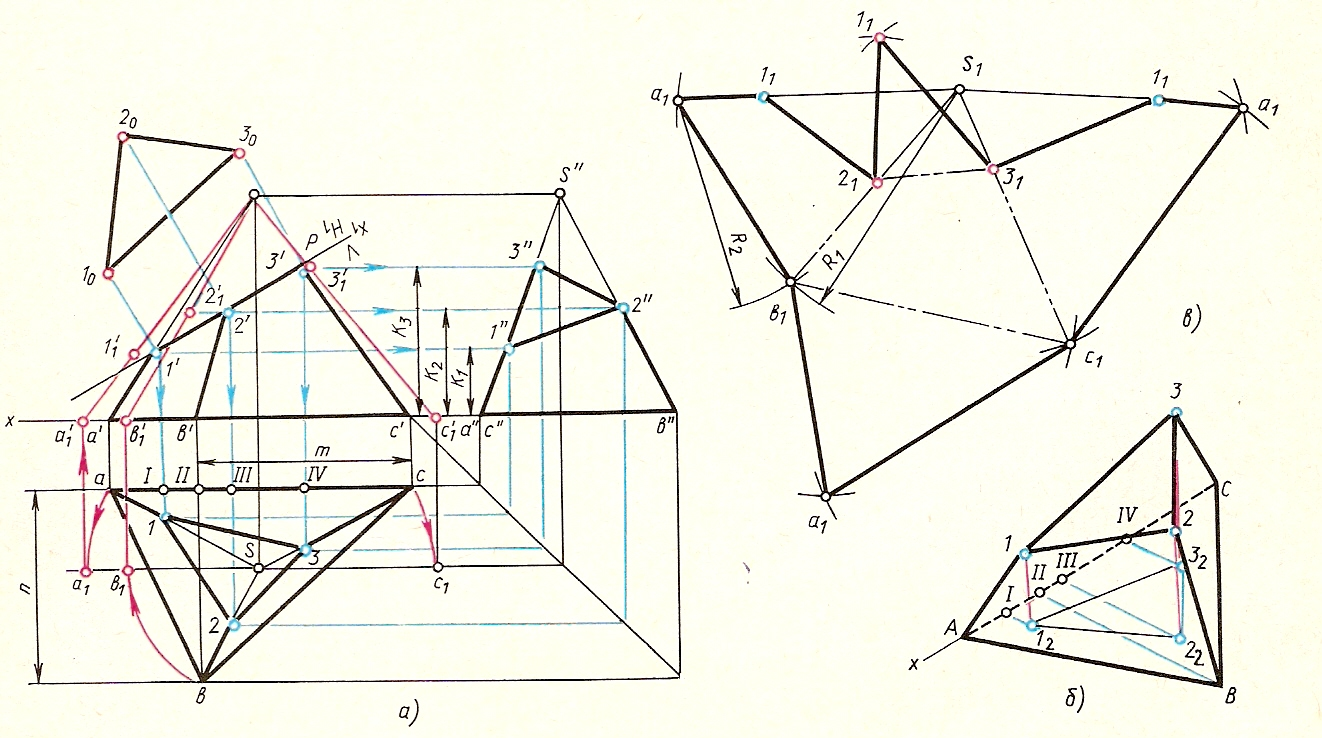 2₀
3₀
1₀
S"
P
H
x₁
V
3'
3'₁
2'₁
2'
1'₁
1'
3"
2"
1"
K₃
K₂
K₁
x
a'₁
a'
в'₁
в'
c'
c'₁
a"
c"
в"
m
a
I
II
III
IV
c
1
S
3
a₁
в₁
c₁
n
2
в
а)
1₁
S₁
a₁
1₁
1₁
a₁
2₁
3₁
R₂
R₁
в₁
c₁
a₁
в)
3
C
IV
2
1
II
III
3₂
I
A
1₂
2₂
x
B
б)